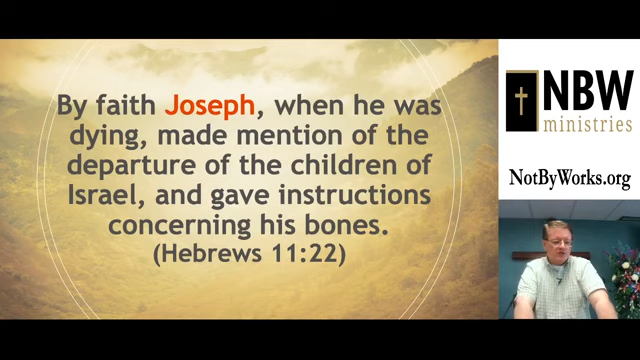 By faith Joseph, when he was
dying, made mention of the
departure of the children of
Israel, and gave instructions
concerning his bones.
(Hebrews 11:22)
NBW
ministries
NotByWorks.org